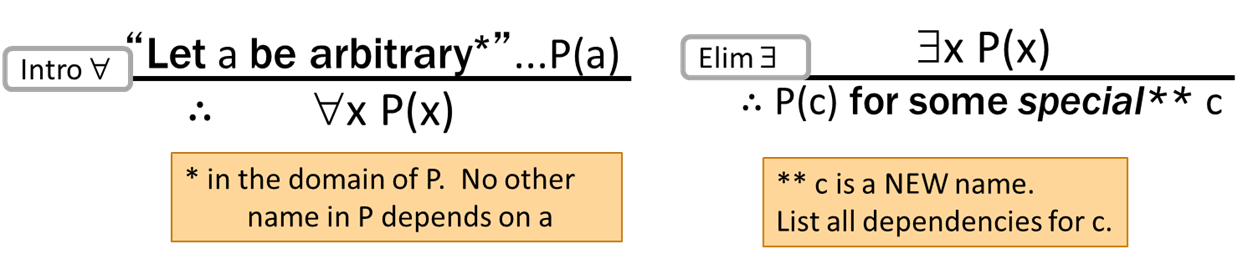 Intro ∀
“Let a be arbitrary*”...P(a)
∴ ∀x P(x)
* in the domain of P. No other
name in P depends on a
Elim ∃
∃x P(x)
∴ P(c) for some special** c
** c is a NEW name.
List all dependencies for c.